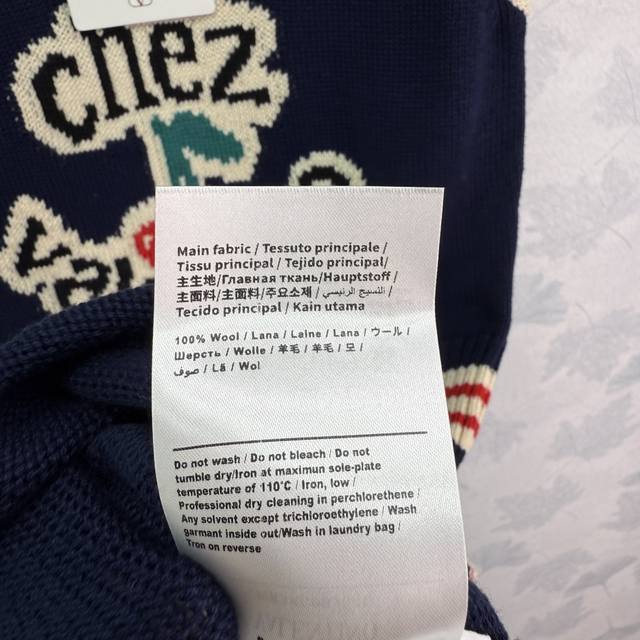 chez
Main fabric / Tessuto principale /
Tissu principal / Tejido principal /
主生地/Главная ткань/Hauptstoff /
主面料/主面料/주요소재/ النسيج الرئيسي /
Tecido principal / Kain utama
100% Wool / Lana / Laine / Lana / ウール /
Шерсть / Wolle / 羊毛 / 羊毛 / 모 /
صوف / Lã / Wol
Do not wash / Do not bleach / Do not
tumble dry/Iron at maximun sole-plate
temperature of 110℃ / Iron, low /
Professional dry cleaning in perchlorethene /
Any solvent except trichloroethylene / Wash
garment inside out/Wash in laundry bag /
Tron on reverse